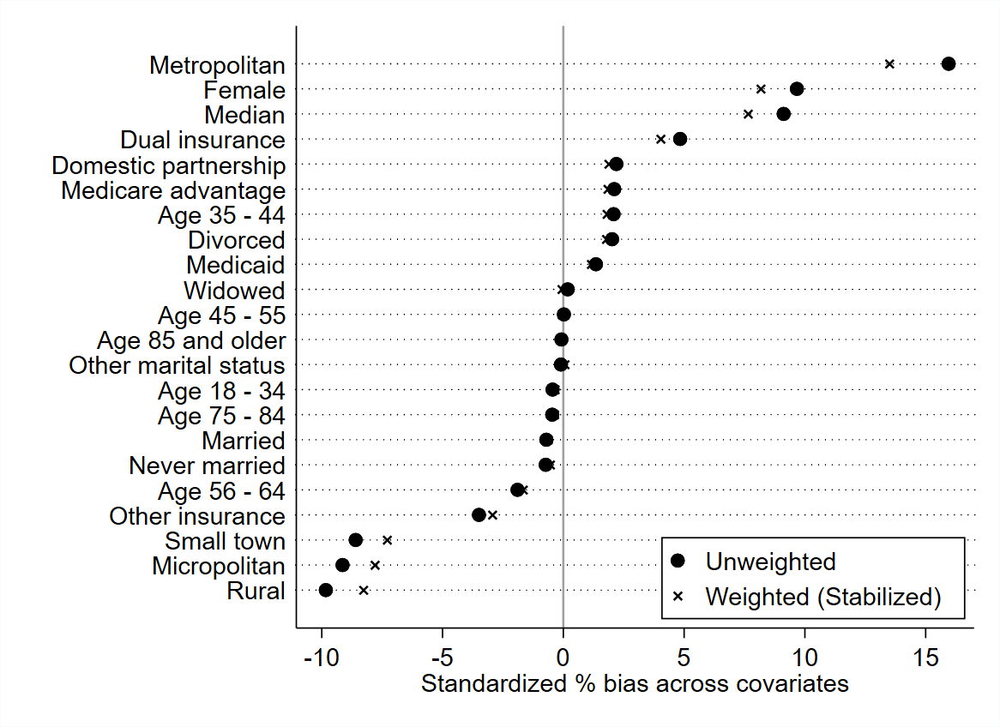 Metropolitan
Female
Median
Dual insurance
Domestic partnership
Medicare advantage
Age 35 - 44
Divorced
Medicaid
Widowed
Age 45 - 55
Age 85 and older
Other marital status
Age 18 - 34
Age 75 - 84
Married
Never married
Age 56 - 64
Other insurance
Small town
Micropolitan
Rural
Unweighted
Weighted (Stabilized)
-10 -5 0 5 10 15
Standardized % bias across covariates